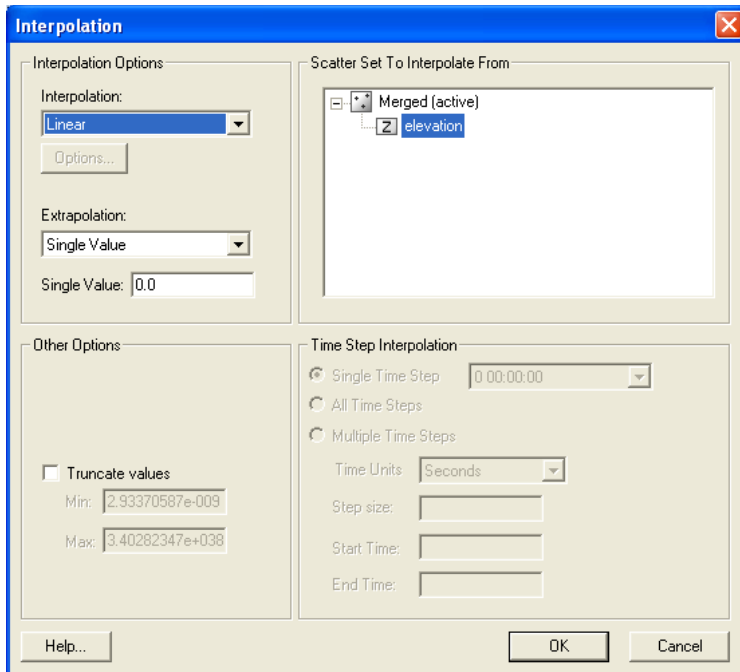 Interpolation
Interpolation Options
Interpolation:
Linear
Options...
Extrapolation:
Single Value
Single Value: 0.0
Scatter Set To Interpolate From
Merged (active)
Z elevation
Other Options
Truncate values
Min: 2.93370587e-009
Max: 3.40282347e+038
Time Step Interpolation
Single Time Step 0 00:00:00
All Time Steps
Multiple Time Steps
Time Units Seconds
Step size:
Start Time:
End Time:
Help...
OK
Cancel